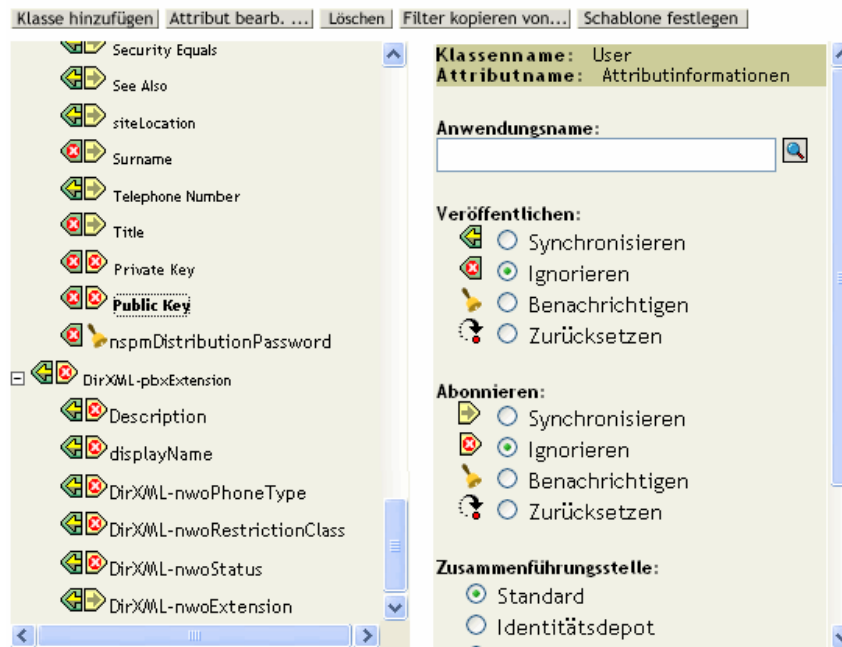 Klasse hinzufügen Attribut bearb. ... Löschen Filter kopieren von... Schablone festlegen
Security Equals
See Also
siteLocation
Surname
Telephone Number
Title
Private Key
Public Key
nspmDistributionPassword
DirXML-pbxExtension
Description
displayName
DirXML-nwoPhoneType
DirXML-nwoRestrictionClass
DirXML-nwoStatus
DirXML-nwoExtension
Klassenname: User
Attributname: Attributinformationen
Anwendungsname:
Veröffentlichen:
Synchronisieren
Ignorieren
Benachrichtigen
Zurücksetzen
Abonnieren:
Synchronisieren
Ignorieren
Benachrichtigen
Zurücksetzen
Zusammenführungsstelle:
Standard
Identitätsdepot